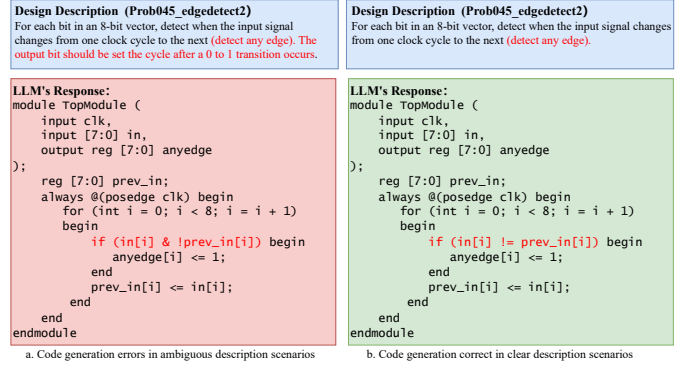 Design Description (Prob045_edgedetect2)
For each bit in an 8-bit vector, detect when the input signal
changes from one clock cycle to the next (detect any edge). The
output bit should be set the cycle after a 0 to 1 transition occurs.
LLM's Response:
module TopModule (
    input clk,
    input [7:0] in,
    output reg [7:0] anyedge
);
    reg [7:0] prev_in;
    always @(posedge clk) begin
       for (int i = 0; i < 8; i = i + 1)
       begin
           if (in[i] & !prev_in[i]) begin
              anyedge[i] <= 1;
           end
           prev_in[i] <= in[i];
        end
    end
endmodule
a. Code generation errors in ambiguous description scenarios
Design Description (Prob045_edgedetect2)
For each bit in an 8-bit vector, detect when the input signal changes
from one clock cycle to the next (detect any edge).
LLM's Response:
module TopModule (
    input clk,
    input [7:0] in,
    output reg [7:0] anyedge
);
    reg [7:0] prev_in;
    always @(posedge clk) begin
       for (int i = 0; i < 8; i = i + 1)
       begin
           if (in[i] != prev_in[i]) begin
              anyedge[i] <= 1;
           end
           prev_in[i] <= in[i];
        end
    end
endmodule
b. Code generation correct in clear description scenarios